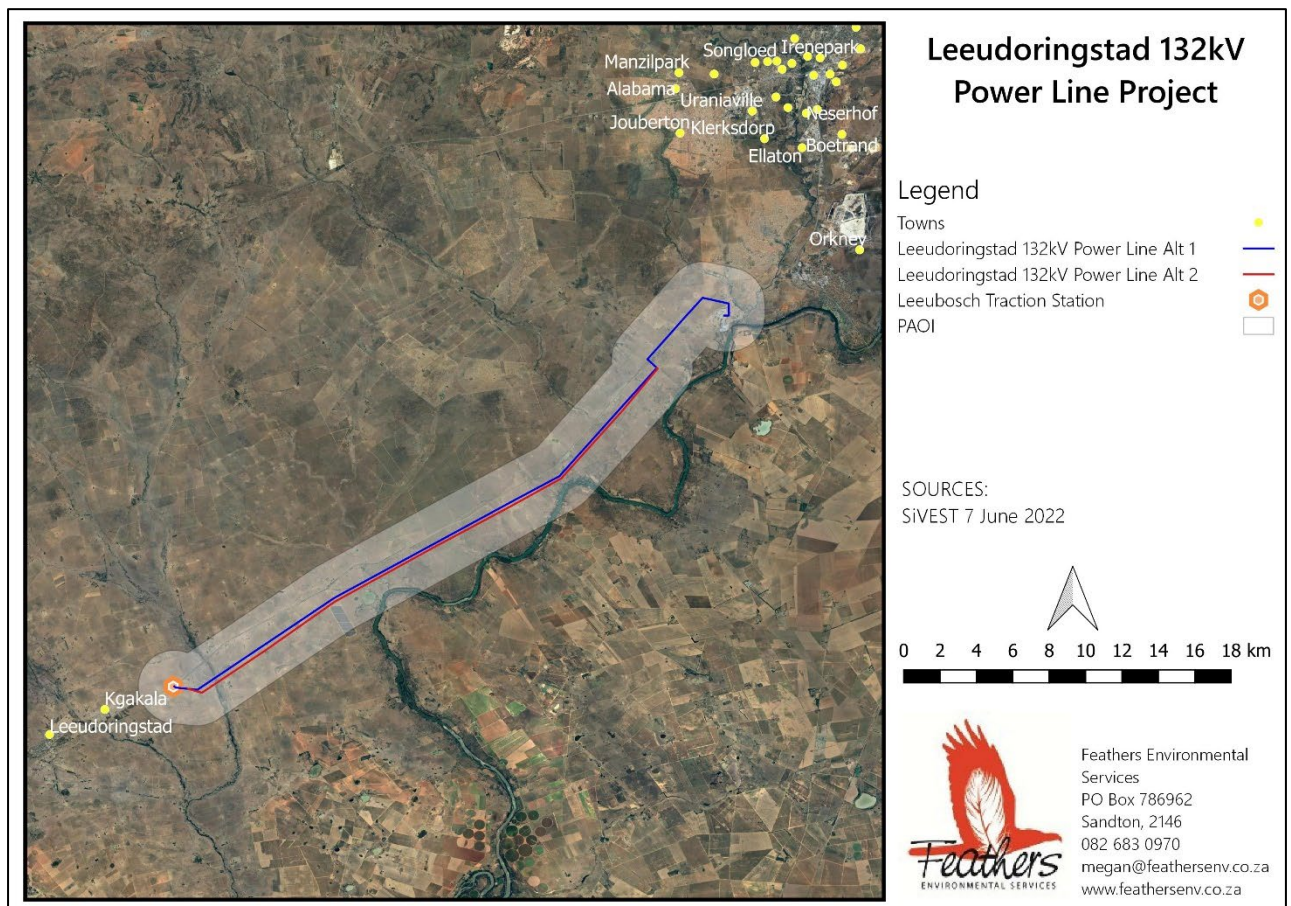 Songloed Irenepark
Manzilpark
Alabama
Uraniaville
Neserhof
Jouberton
Klerksdorp
Ellaton
Boetrand
Orkney
Kgakala
Leeudoringstad
Leeudoringstad 132kV
Power Line Project
Legend
Towns
Leeudoringstad 132kV Power Line Alt 1
Leeudoringstad 132kV Power Line Alt 2
Leeubosch Traction Station
PAOI
SOURCES:
SiVEST 7 June 2022
0 2 4 6 8 10 12 14 16 18 km
Feathers
ENVIRONMENTAL SERVICES
Feathers Environmental
Services
PO Box 786962
Sandton, 2146
082 683 0970
megan@feathersenv.co.za
www.feathersenv.co.za